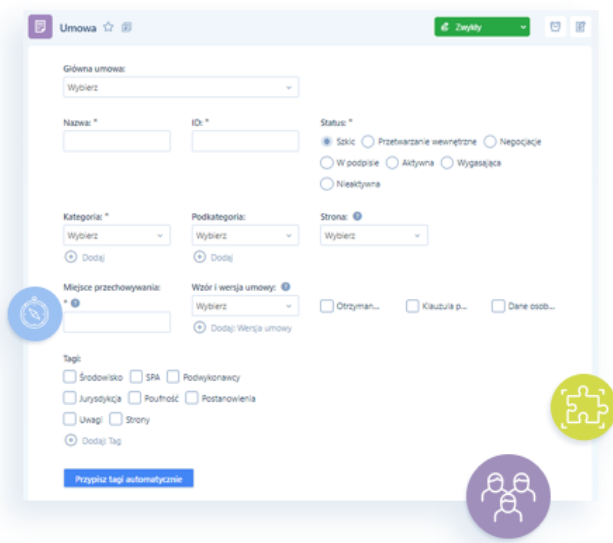 Umowa
Zwykły
Główna umowa:
Wybierz
Nazwa: * ID: * Status: *
Szkic Przetwarzanie wewnętrzne Negocjacje
W podpisie Aktywna Wygasająca
Nieaktywna
Kategoria: * Podkategoria: Strona: ?
Wybierz Wybierz Wybierz
Dodaj Dodaj
Miejsce przechowywania: Wzór i wersja umowy: ?
* ?
Wybierz Otrzyman... Klauzula p... Dane osob...
Dodaj: Wersja umowy
Tagi:
Środowisko SPA Podwykonawcy
Jurysdykcja Poufność Postanowienia
Uwagi Strony
Dodaj: Tag
Przypisz tagi automatycznie